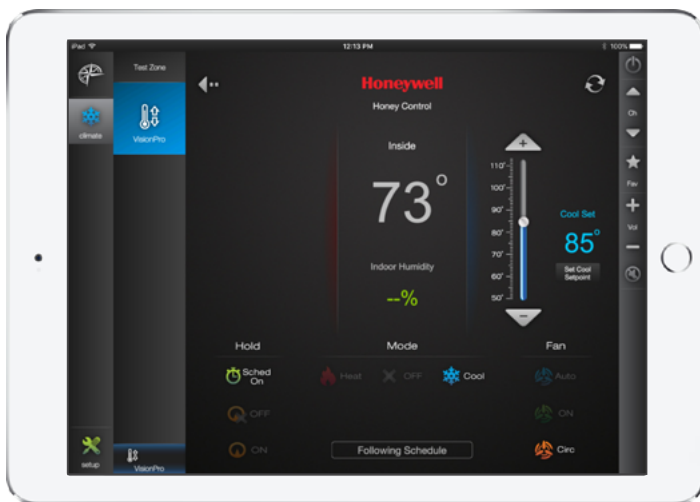 iPad
12:13 PM
100%
Test Zone
climate
VisionPro
Honeywell
Honey Control
Inside
73°
Indoor Humidity
--%
+
110°
100°
90°
80°
70°
60°
50°
−
Cool Set
85°
Set Cool
Setpoint
Ch
Fav
Vol
Hold
Sched
On
OFF
ON
Mode
Heat
OFF
Cool
Following Schedule
Fan
Auto
ON
Circ
setup
VisionPro